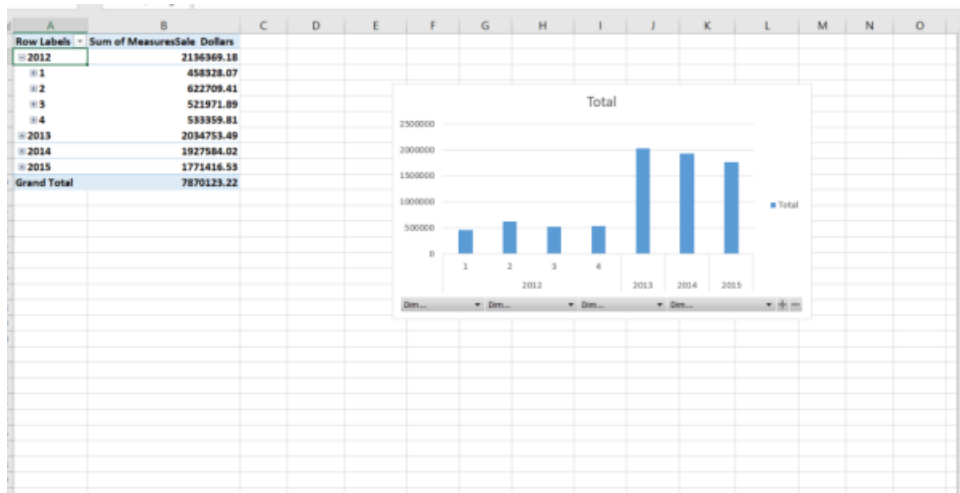 A B C D E F G H I J K L M N O
Row Labels Sum of MeasuresSale Dollars
2012 2136369.18
1 458328.07
2 622709.41
3 521971.89
4 533359.81
2013 2034753.49
2014 1927584.02
2015 1771416.53
Grand Total 7870123.22
Total
2500000
2000000
1500000
1000000
500000
0
Total
1 2 3 4
2012 2013 2014 2015
Dim... Dim... Dim... Dim...